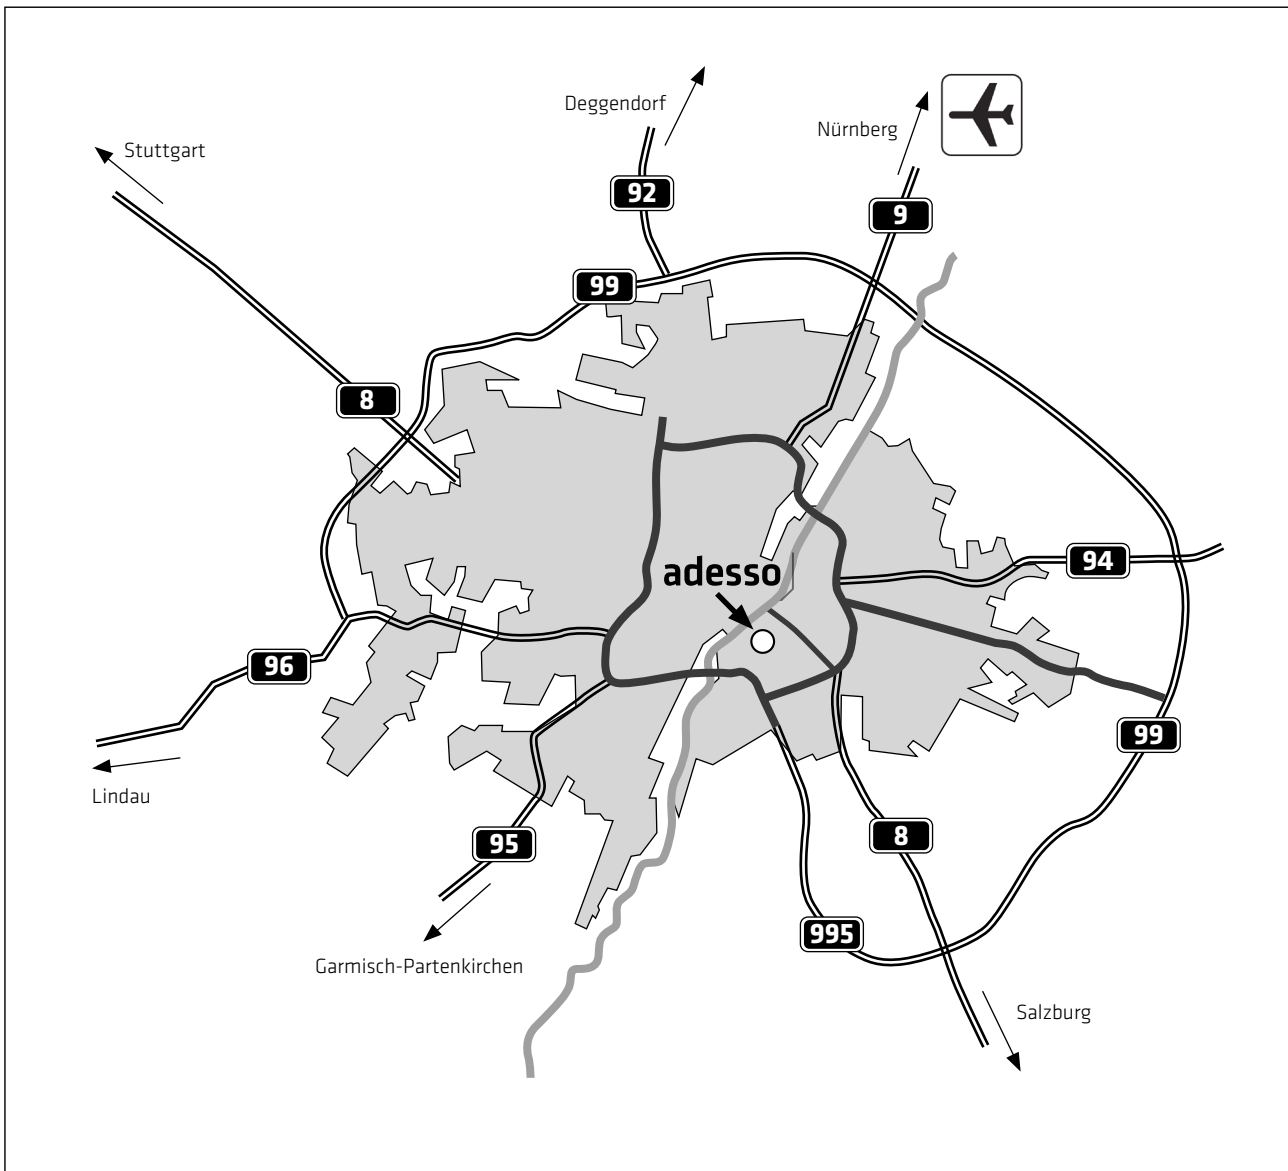 Deggendorf
Nürnberg
Stuttgart
92
9
99
8
94
adesso
96
99
Lindau
8
95
995
Garmisch-Partenkirchen
Salzburg